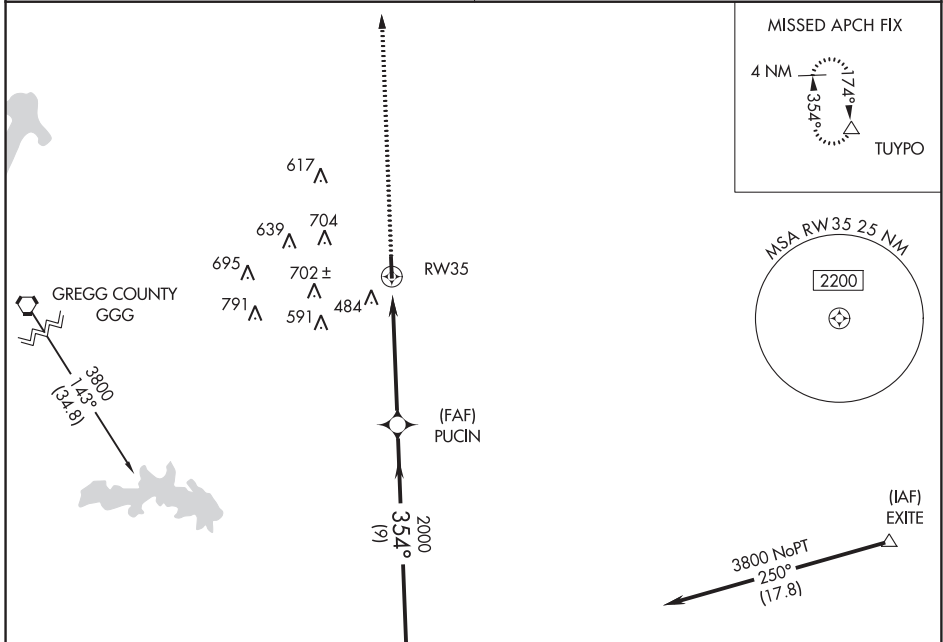 MISSED APCH FIX
4 NM
354°
174°
TUYPO
617
639
704
695
702 ±
791
591
484
RW35
GREGG COUNTY
GGG
3800
143°
(34.8)
MSA RW35 25 NM
2200
(FAF)
PUCIN
2000
354°
(9)
(IAF)
EXITE
3800 NoPT
250°
(17.8)